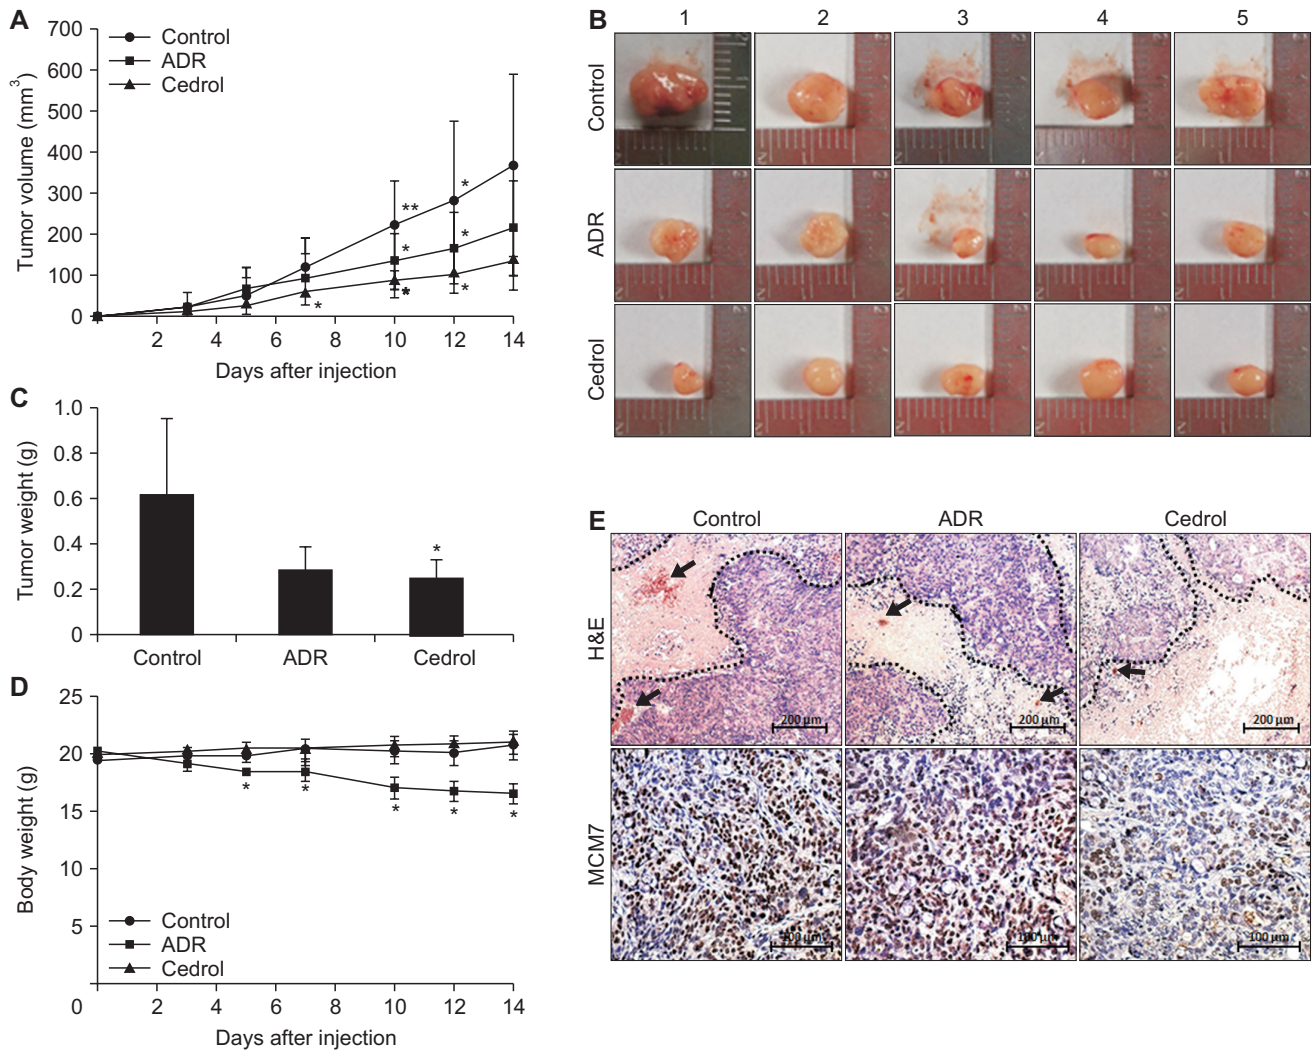 A
700
600
500
400
300
200
100
0
2
4
6
8
10
12
14
Tumor volume (mm³)
Days after injection
Control
ADR
Cedrol
**
*
*
*
*
*
*
B
1
2
3
4
5
Control
ADR
Cedrol
C
1.0
0.8
0.6
0.4
0.2
0
Tumor weight (g)
*
Control
ADR
Cedrol
D
25
20
15
10
5
0
2
4
6
8
10
12
14
Body weight (g)
Days after injection
*
*
*
*
*
Control
ADR
Cedrol
E
Control
ADR
Cedrol
H&E
200 µm
200 µm
200 µm
MCM7
100 µm
100 µm
100 µm